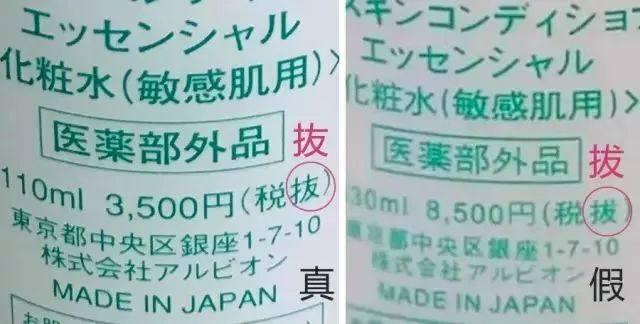 エッセンシャル
化粧水(敏感肌用)>
医薬部外品
抜
110ml 3,500円(税抜)
東京都中央区銀座1-7-10
株式会社アルビオン
MADE IN JAPAN
真
スキンコンディショ
エッセンシャル
化粧水(敏感肌用)>
医薬部外品
拔
30ml 8,500円(税拔)
東京都中央区銀座1-7-10
株式会社アルビオン
MADE IN JAPAN
假